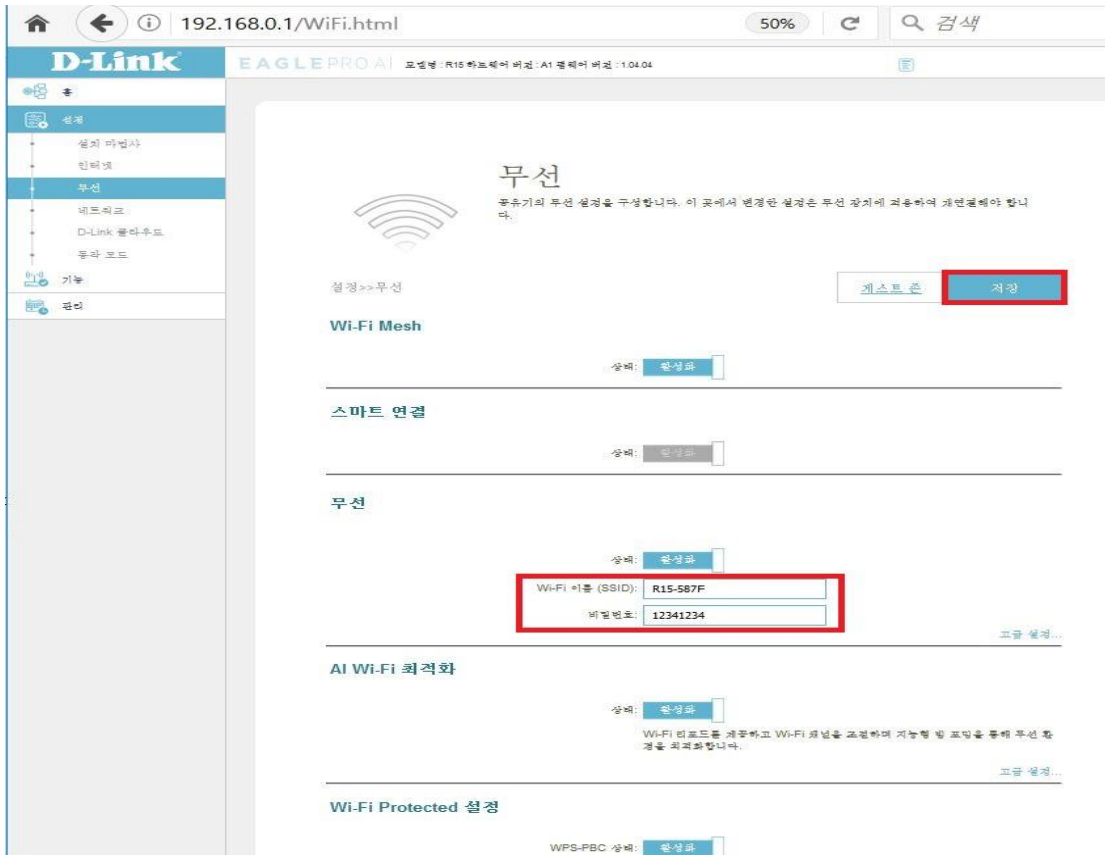 192.168.0.1/WiFi.html
50%
검색
D-Link
EAGLE PRO AI 모델명 : R15 하드웨어 버전 : A1 펌웨어 버전 : 1.04.04
홈
설정
설치 마법사
인터넷
무선
네트워크
D-Link 클라우드
동작 모드
기능
관리
무선
공유기의 무선 설정을 구성합니다. 이 곳에서 변경한 설정은 무선 장치에 적용하여 재연결해야 합니
다.
설정>>무선
게스트 존
저장
Wi-Fi Mesh
상태: 활성화
스마트 연결
상태: 활성화
무선
상태: 활성화
Wi-Fi 이름 (SSID): R15-587F
비밀번호: 12341234
고급 설정...
AI Wi-Fi 최적화
상태: 활성화
Wi-Fi 리포트를 제공하고 Wi-Fi 채널을 조절하며 지능형 빔 포밍을 통해 무선 환
경을 최적화합니다.
고급 설정...
Wi-Fi Protected 설정
WPS-PBC 상태: 활성화